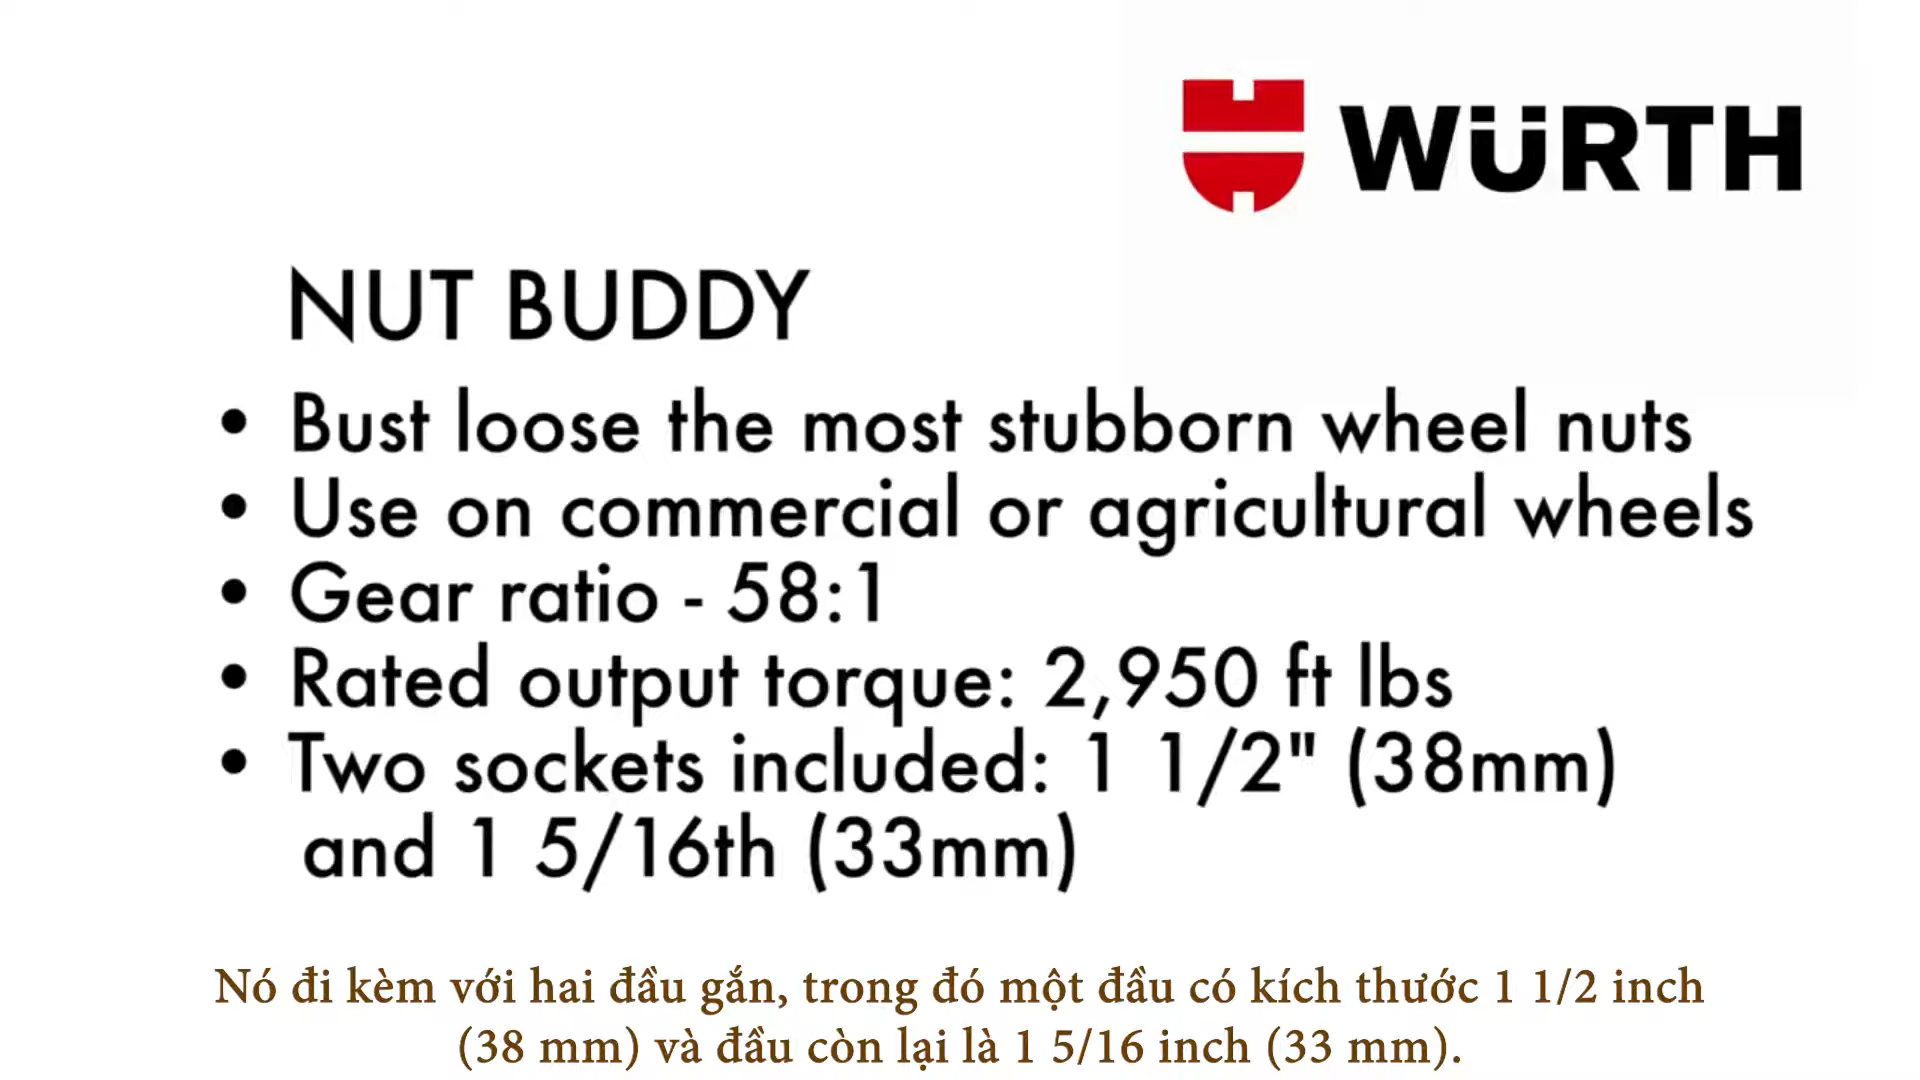 WÜRTH
NUT BUDDY
• Bust loose the most stubborn wheel nuts
• Use on commercial or agricultural wheels
• Gear ratio - 58:1
• Rated output torque: 2,950 ft lbs
• Two sockets included: 1 1/2" (38mm)
and 1 5/16th (33mm)
Nó đi kèm với hai đầu gắn, trong đó một đầu có kích thước 1 1/2 inch
(38 mm) và đầu còn lại là 1 5/16 inch (33 mm).